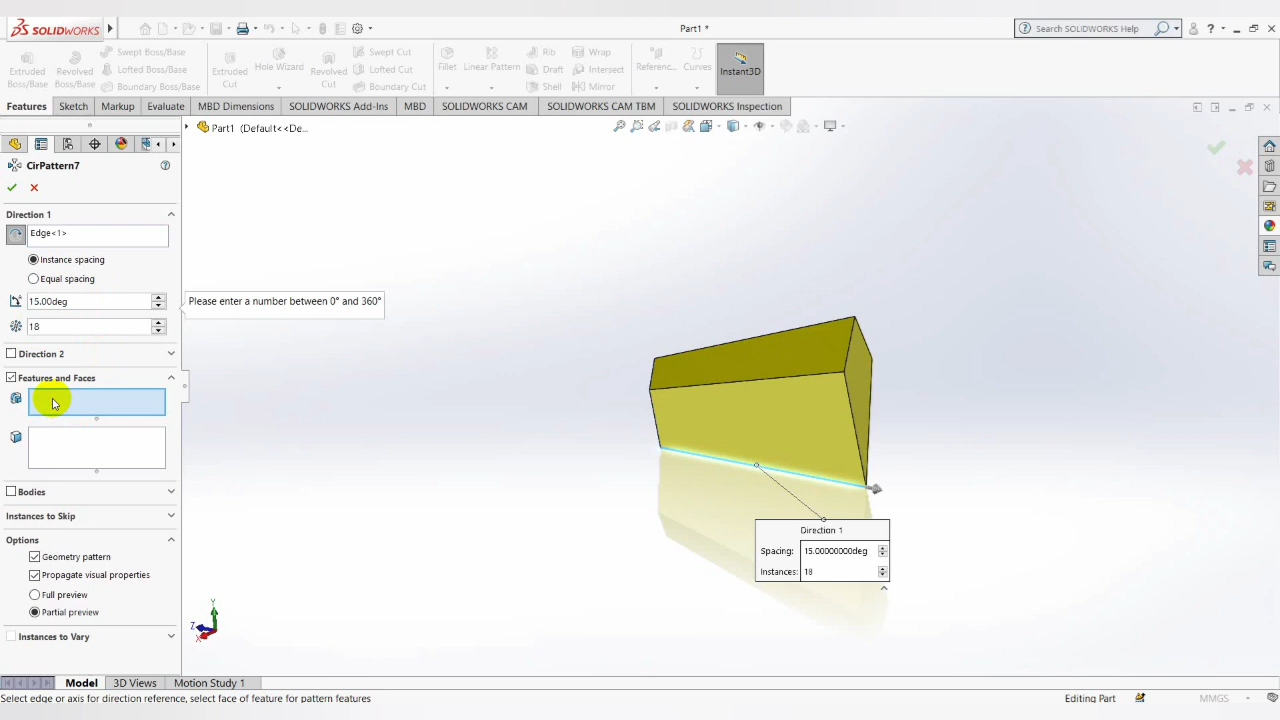 SOLIDWORKS
Part1 *
Search SOLIDWORKS Help
Extruded Boss/Base
Revolved Boss/Base
Swept Boss/Base
Lofted Boss/Base
Boundary Boss/Base
Extruded Cut
Hole Wizard
Revolved Cut
Swept Cut
Lofted Cut
Boundary Cut
Fillet
Linear Pattern
Rib
Draft
Shell
Wrap
Intersect
Mirror
Referenc...
Curves
Instant3D
Features
Sketch
Markup
Evaluate
MBD Dimensions
SOLIDWORKS Add-Ins
MBD
SOLIDWORKS CAM
SOLIDWORKS CAM TBM
SOLIDWORKS Inspection
Part1 (Default<<De...
CirPattern7
Direction 1
Edge<1>
Instance spacing
Equal spacing
15.00deg
Please enter a number between 0° and 360°
18
Direction 2
Features and Faces
Bodies
Instances to Skip
Options
Geometry pattern
Propagate visual properties
Full preview
Partial preview
Instances to Vary
Direction 1
Spacing: 15.00000000deg
Instances: 18
Y
Z
X
Model
3D Views
Motion Study 1
Select edge or axis for direction reference, select face of feature for pattern features
Editing Part
MMGS